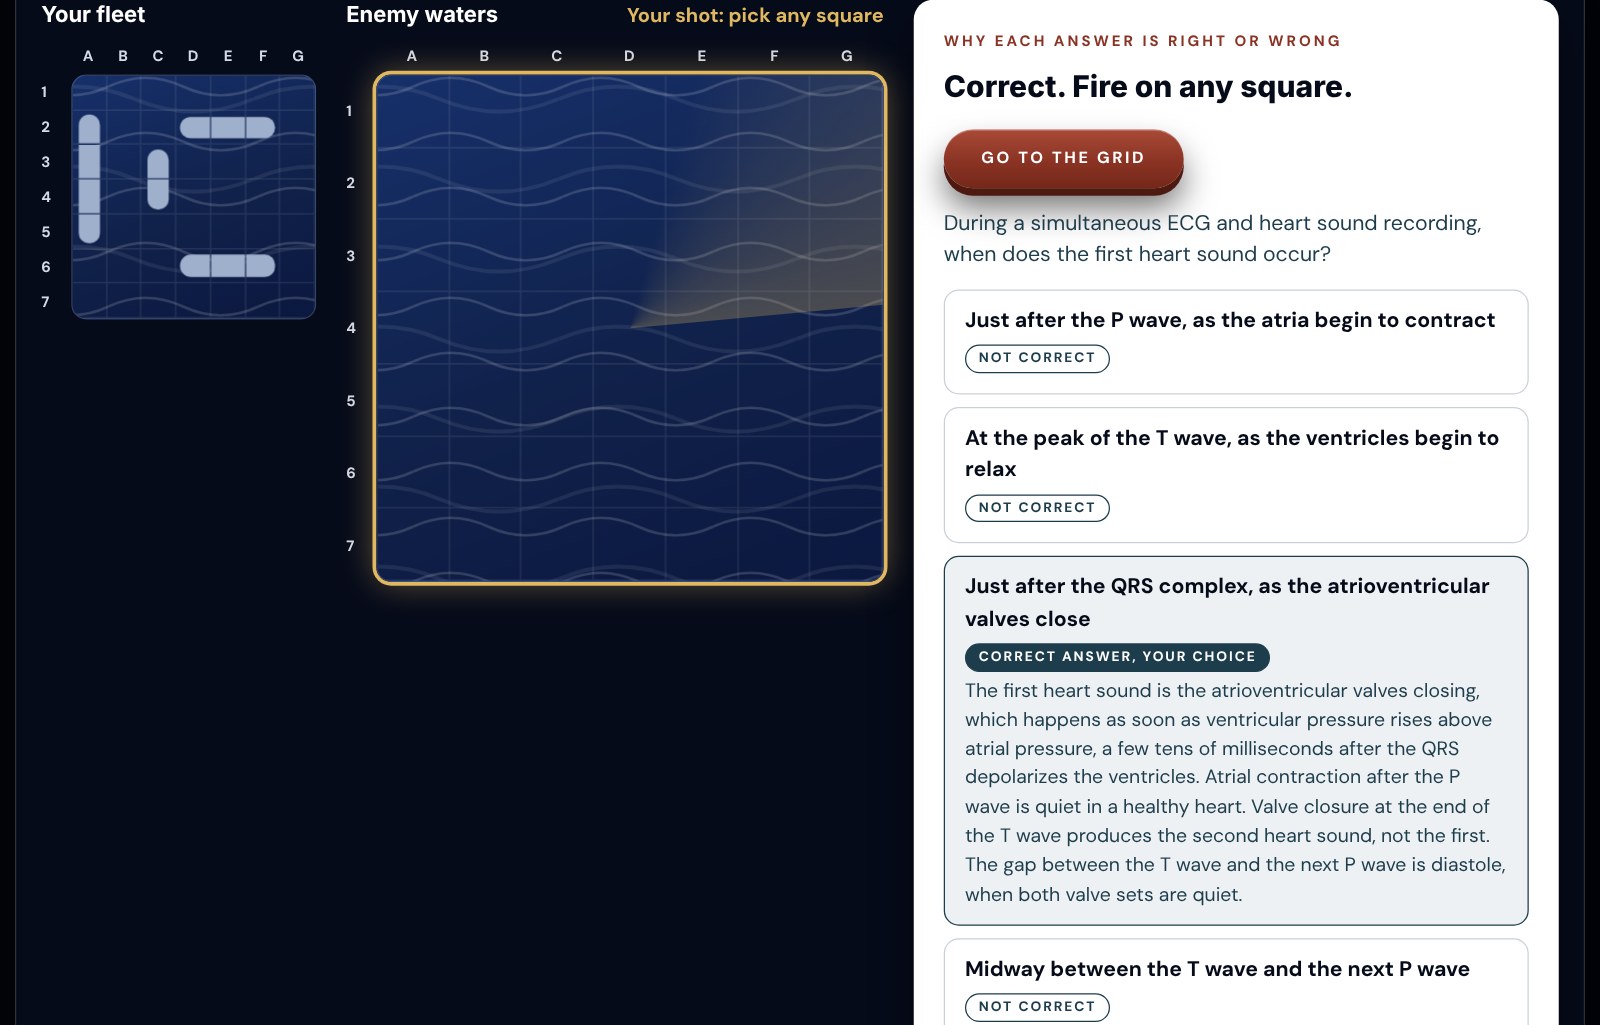 Your fleet
A B C D E F G
1
2
3
4
5
6
7
Enemy waters
Your shot: pick any square
A B C D E F G
1
2
3
4
5
6
7
WHY EACH ANSWER IS RIGHT OR WRONG
Correct. Fire on any square.
GO TO THE GRID
During a simultaneous ECG and heart sound recording,
when does the first heart sound occur?
Just after the P wave, as the atria begin to contract
NOT CORRECT
At the peak of the T wave, as the ventricles begin to
relax
NOT CORRECT
Just after the QRS complex, as the atrioventricular
valves close
CORRECT ANSWER, YOUR CHOICE
The first heart sound is the atrioventricular valves closing,
which happens as soon as ventricular pressure rises above
atrial pressure, a few tens of milliseconds after the QRS
depolarizes the ventricles. Atrial contraction after the P
wave is quiet in a healthy heart. Valve closure at the end of
the T wave produces the second heart sound, not the first.
The gap between the T wave and the next P wave is diastole,
when both valve sets are quiet.
Midway between the T wave and the next P wave
NOT CORRECT